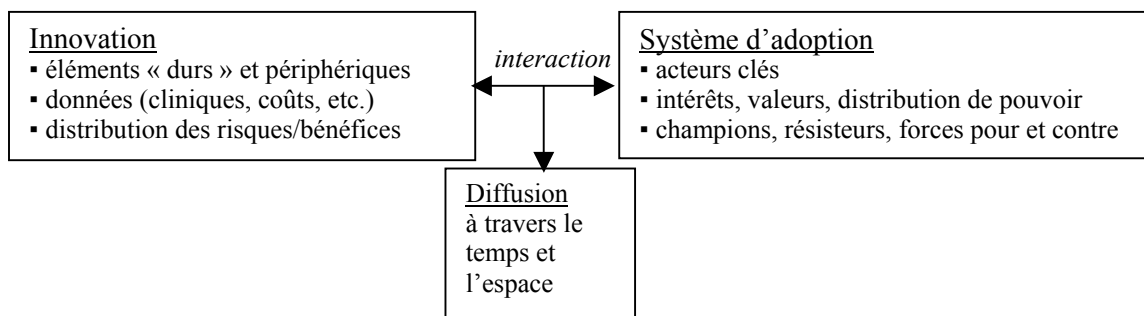 Innovation
▪ éléments « durs » et périphériques
▪ données (cliniques, coûts, etc.)
▪ distribution des risques/bénéfices
interaction
Système d’adoption
▪ acteurs clés
▪ intérêts, valeurs, distribution de pouvoir
▪ champions, résisteurs, forces pour et contre
Diffusion
à travers le
temps et
l’espace